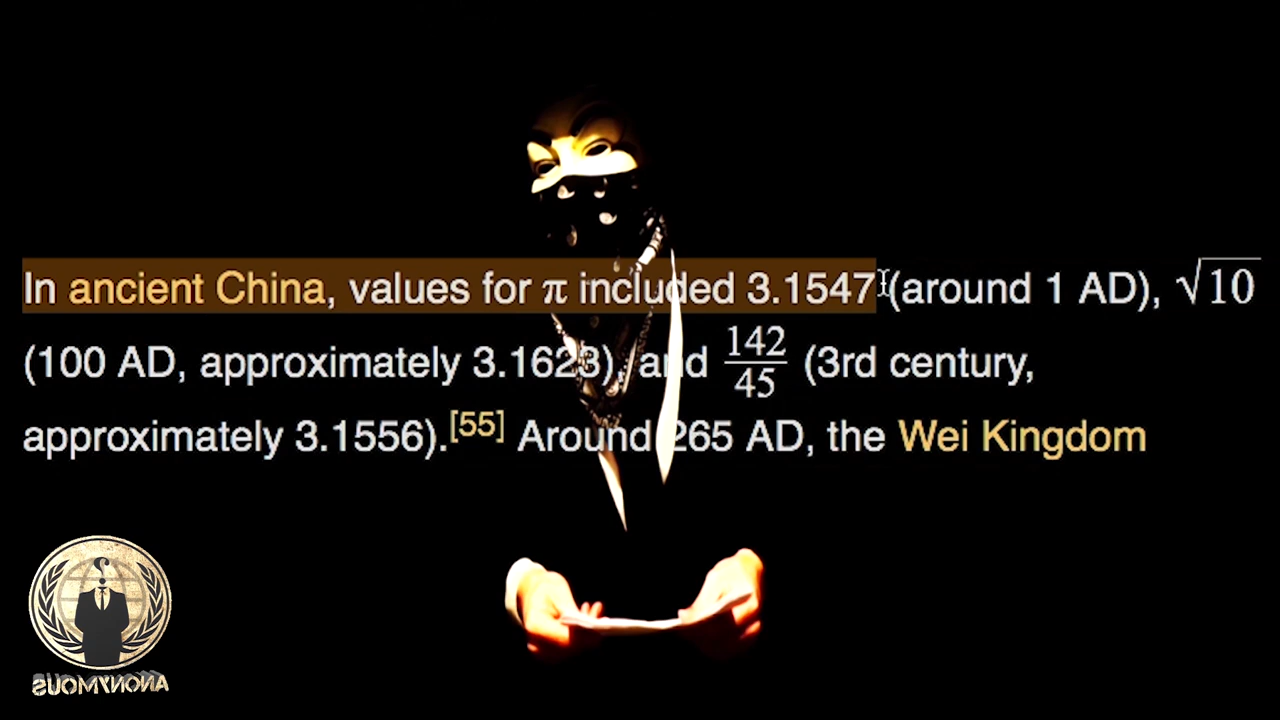 In ancient China, values for π included 3.1547 (around 1 AD), √10
(100 AD, approximately 3.1623), and 142/45 (3rd century,
approximately 3.1556).[55] Around 265 AD, the Wei Kingdom
ANONYMOUS